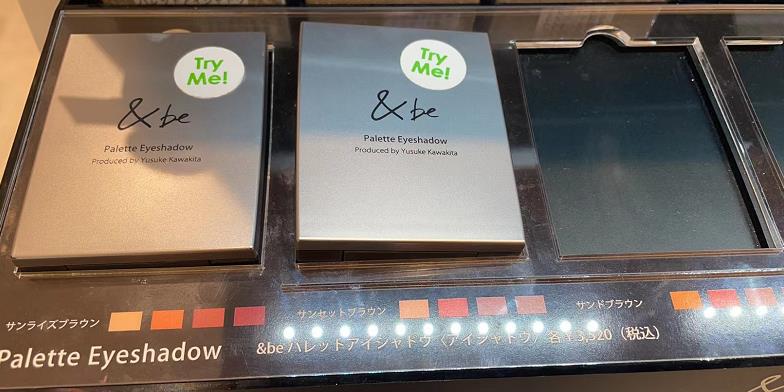 Try
Me!
&be
Palette Eyeshadow
Produced by Yusuke Kawakita
Try
Me!
&be
Palette Eyeshadow
Produced by Yusuke Kawakita
サンライズブラウン
サンセットブラウン
サンドブラウン
Palette Eyeshadow
&be パレットアイシャドウ〈アイシャドウ〉各¥3,520（税込）